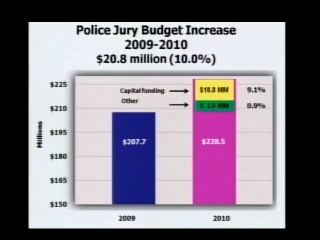 Police Jury Budget Increase
2009-2010
$20.8 million (10.0%)
$225
$210
$195
$180
$165
$150
Millions
Capital funding
Other
$18.8 MM
$ 2.0 MM
9.1%
0.9%
$207.7
$228.5
2009
2010